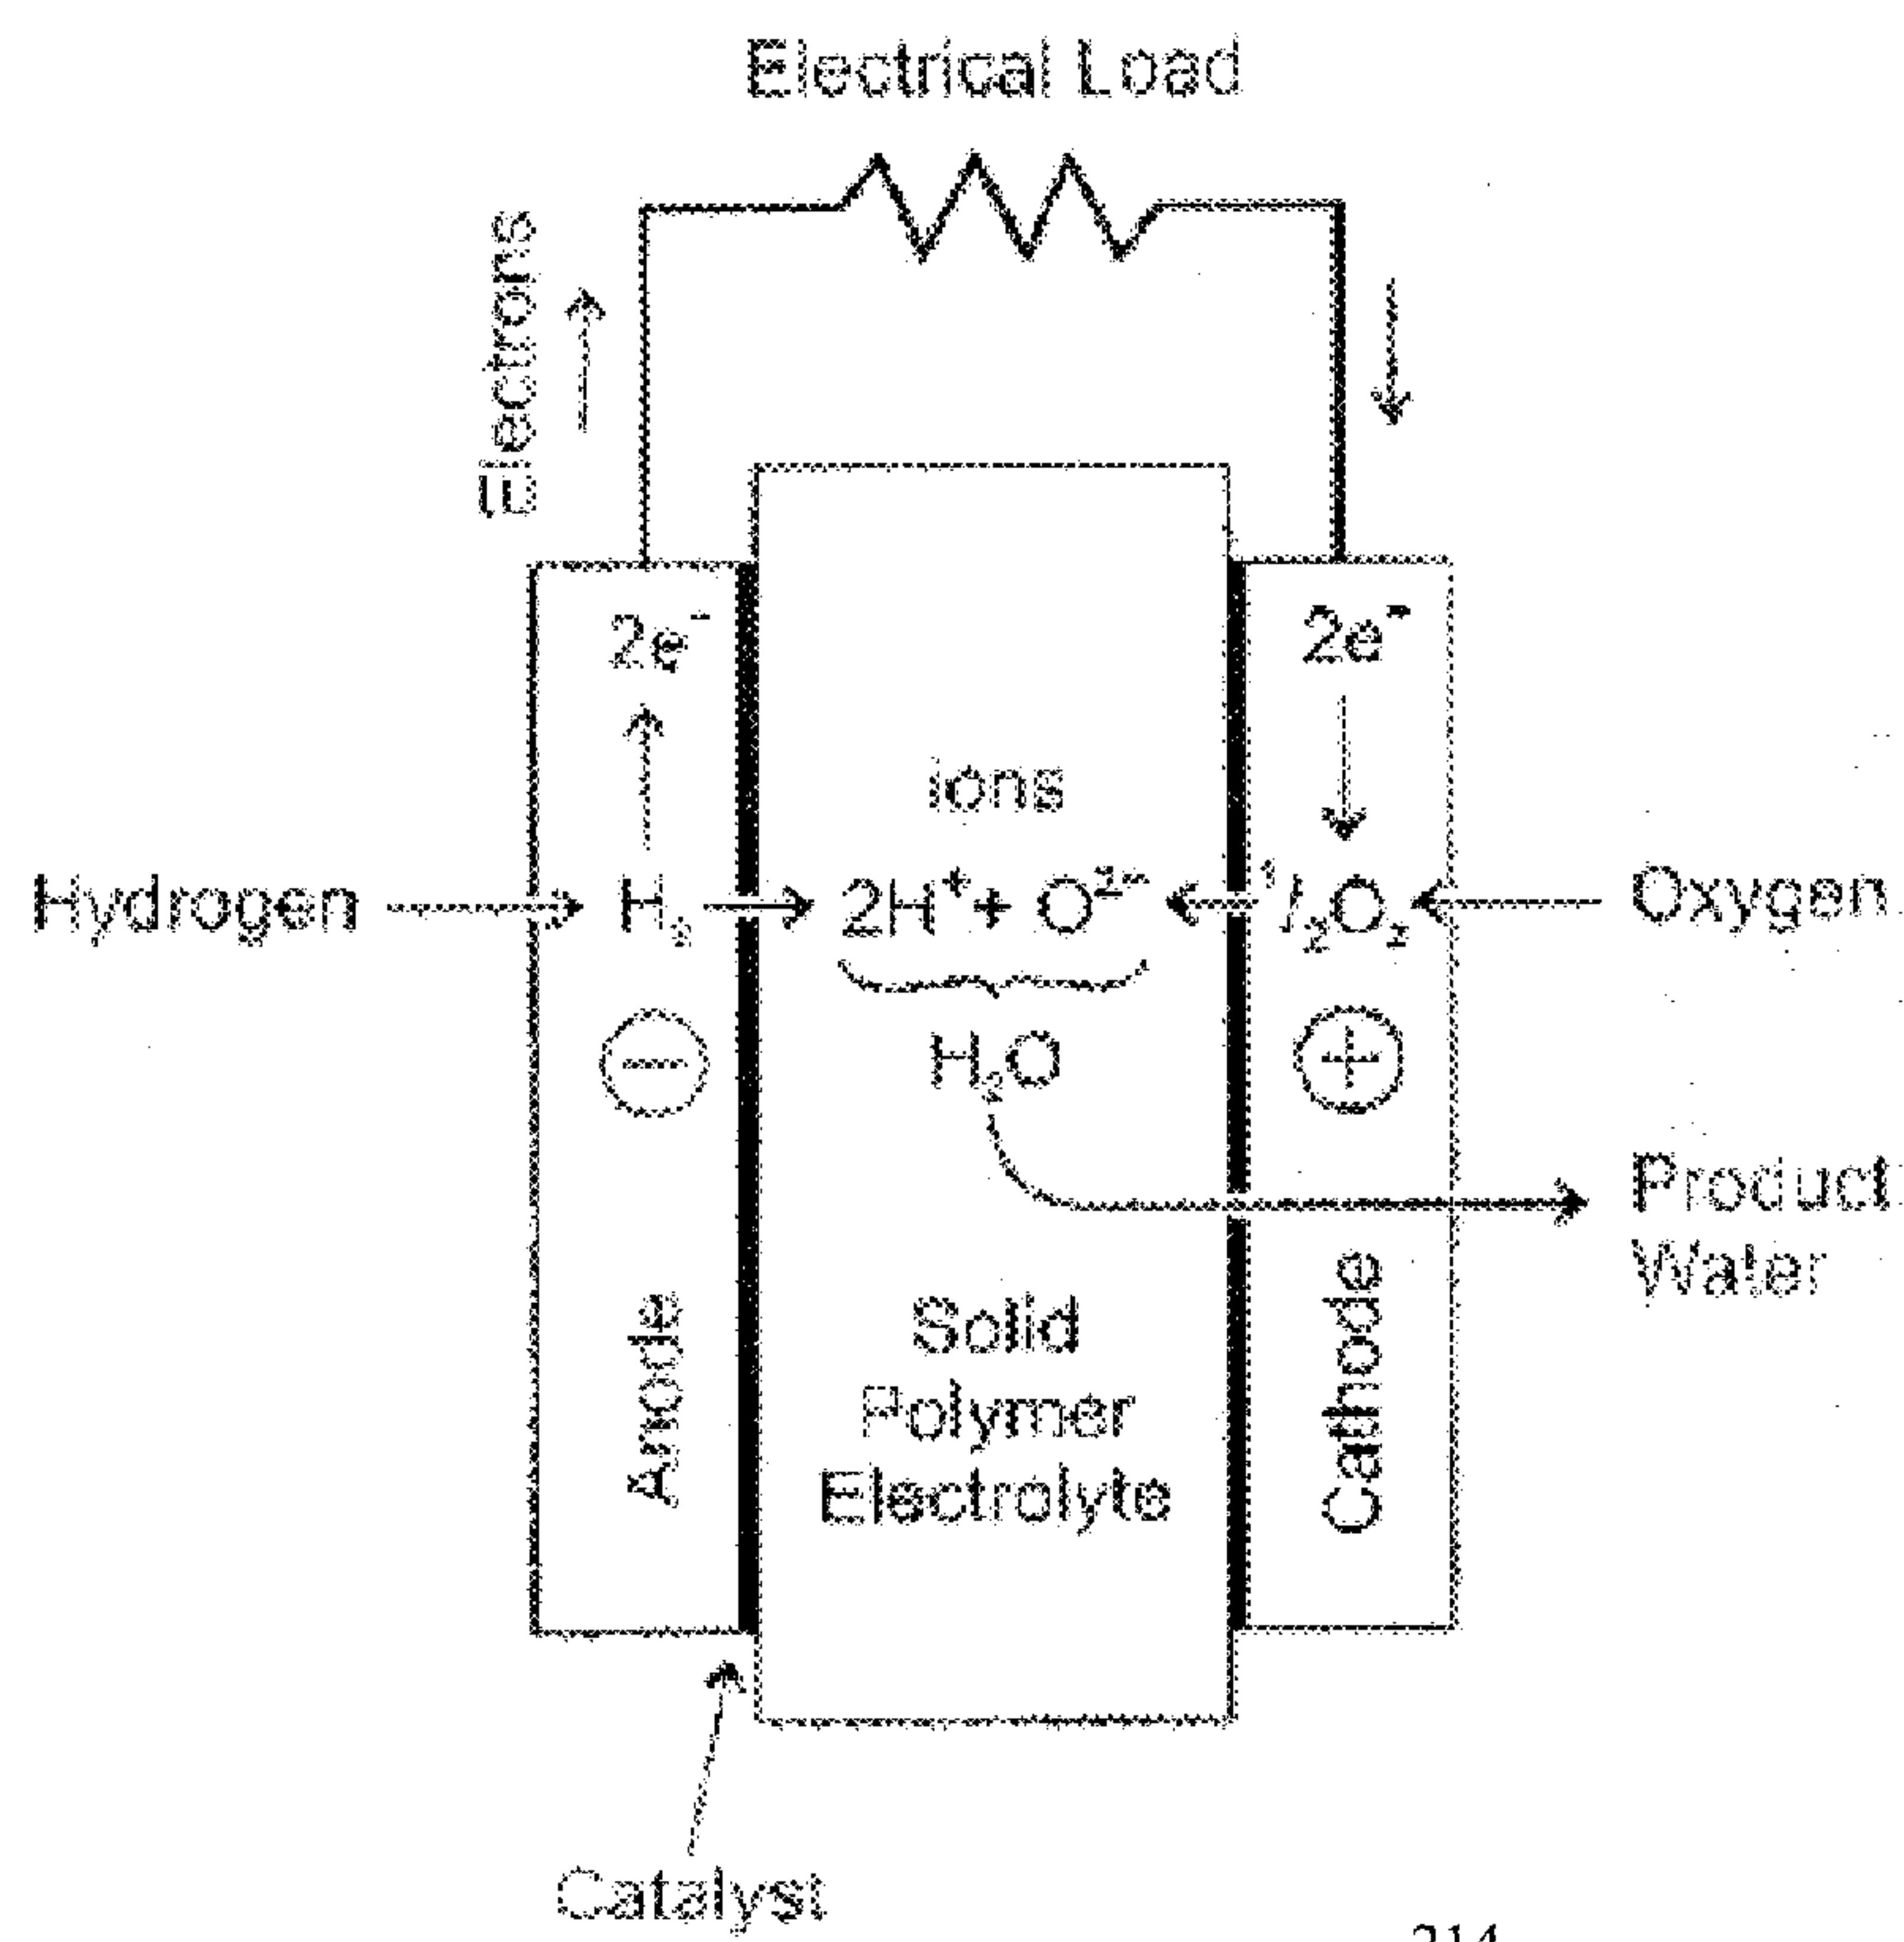 Electrical Load
Electrons
2e⁻
2e⁻
ions
Hydrogen
H₂
2H⁺ + O²⁻
¹/₂O₂
Oxygen
H₂O
Product
Water
Anode
Solid
Polymer
Electrolyte
Cathode
Catalyst
214